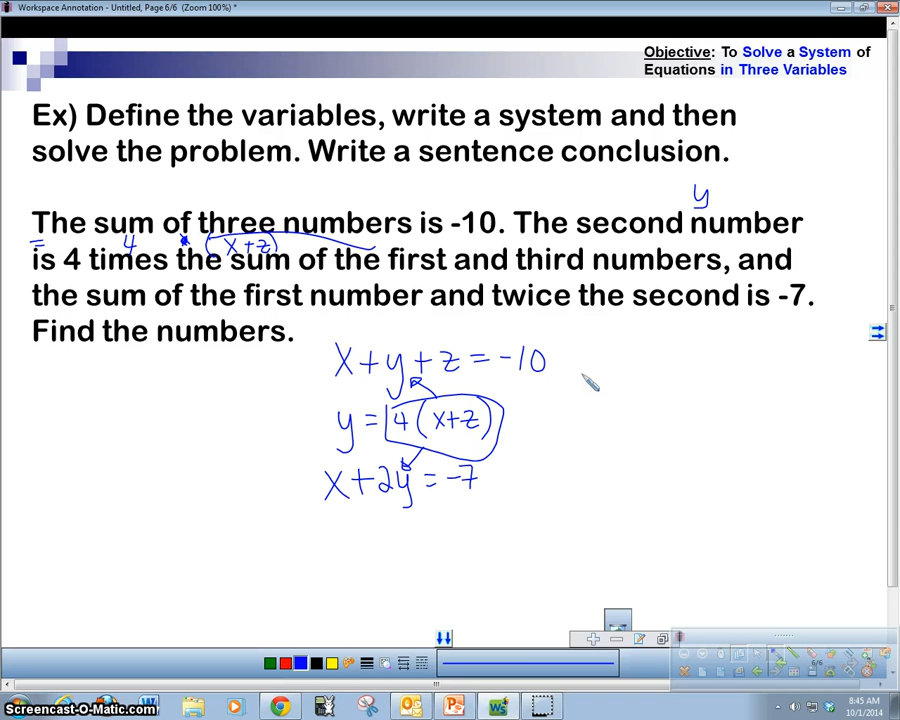 Workspace Annotation - Untitled, Page 6/6 (Zoom 100%) *
Objective: To Solve a System of
Equations in Three Variables
Ex) Define the variables, write a system and then
solve the problem. Write a sentence conclusion.
y
The sum of three numbers is -10. The second number
= 4 • (x+z)
is 4 times the sum of the first and third numbers, and
the sum of the first number and twice the second is -7.
Find the numbers.
x+y+z=-10
y=4(x+z)
x+2y=-7
6/6
Screencast-O-Matic.com
8:45 AM
10/1/2014